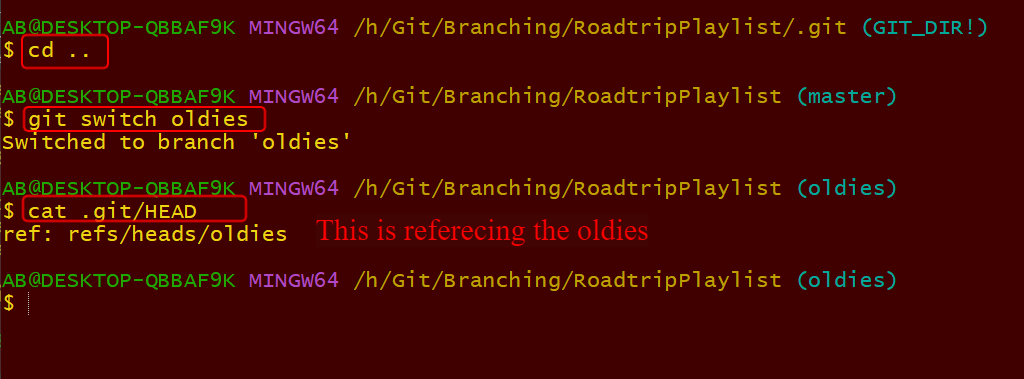 AB@DESKTOP-QBBAF9K MINGW64 /h/Git/Branching/RoadtripPlaylist/.git (GIT_DIR!)
$ cd ..
AB@DESKTOP-QBBAF9K MINGW64 /h/Git/Branching/RoadtripPlaylist (master)
$ git switch oldies
Switched to branch 'oldies'
AB@DESKTOP-QBBAF9K MINGW64 /h/Git/Branching/RoadtripPlaylist (oldies)
$ cat .git/HEAD
ref: refs/heads/oldies This is referecing the oldies
AB@DESKTOP-QBBAF9K MINGW64 /h/Git/Branching/RoadtripPlaylist (oldies)
$